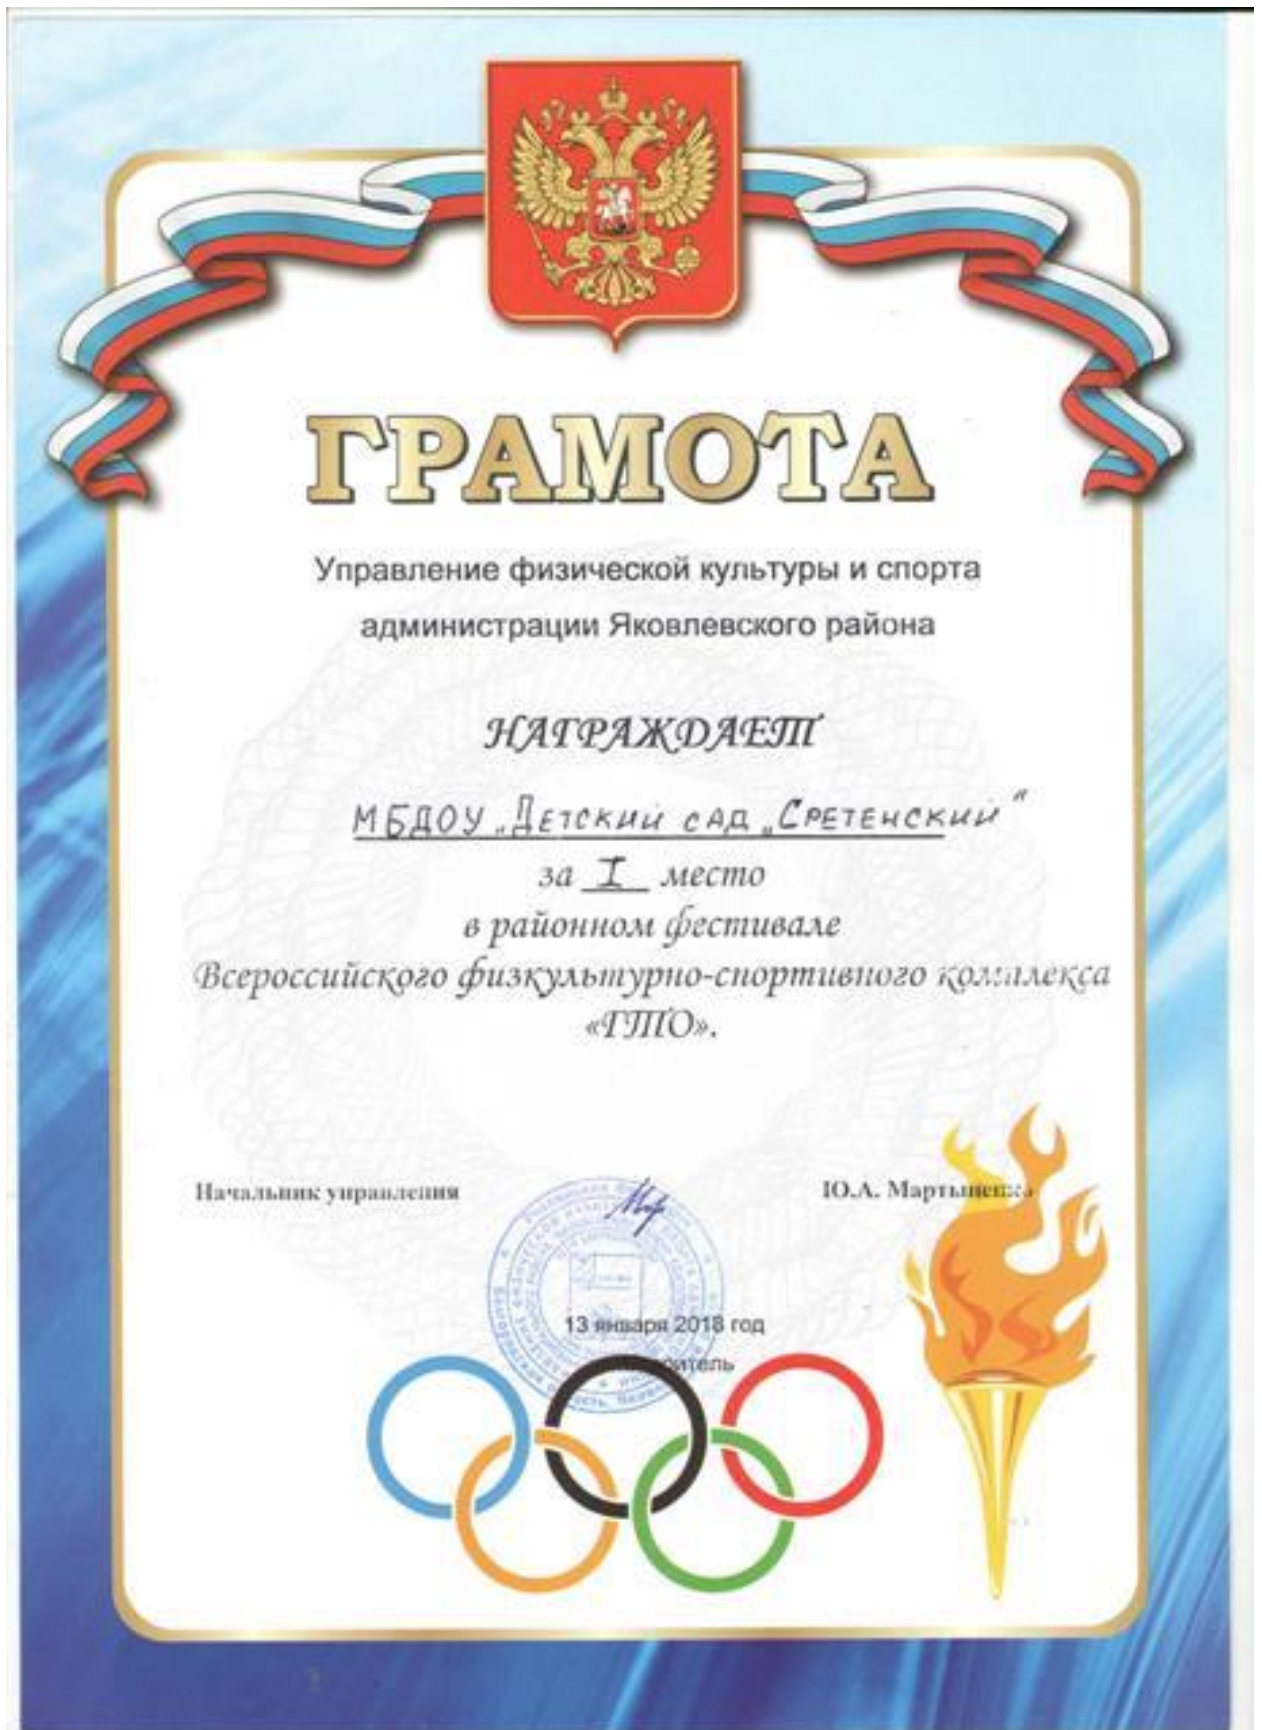 ГРАМОТА
Управление физической культуры и спорта
администрации Яковлевского района
НАГРАЖДАЕТ
МБДОУ „Детский сад „Сретенский“
за I место
в районном фестивале
Всероссийского физкультурно-спортивного комплекса
«ГТО».
Начальник управления
Ю.А. Мартыненко
13 января 2018 год